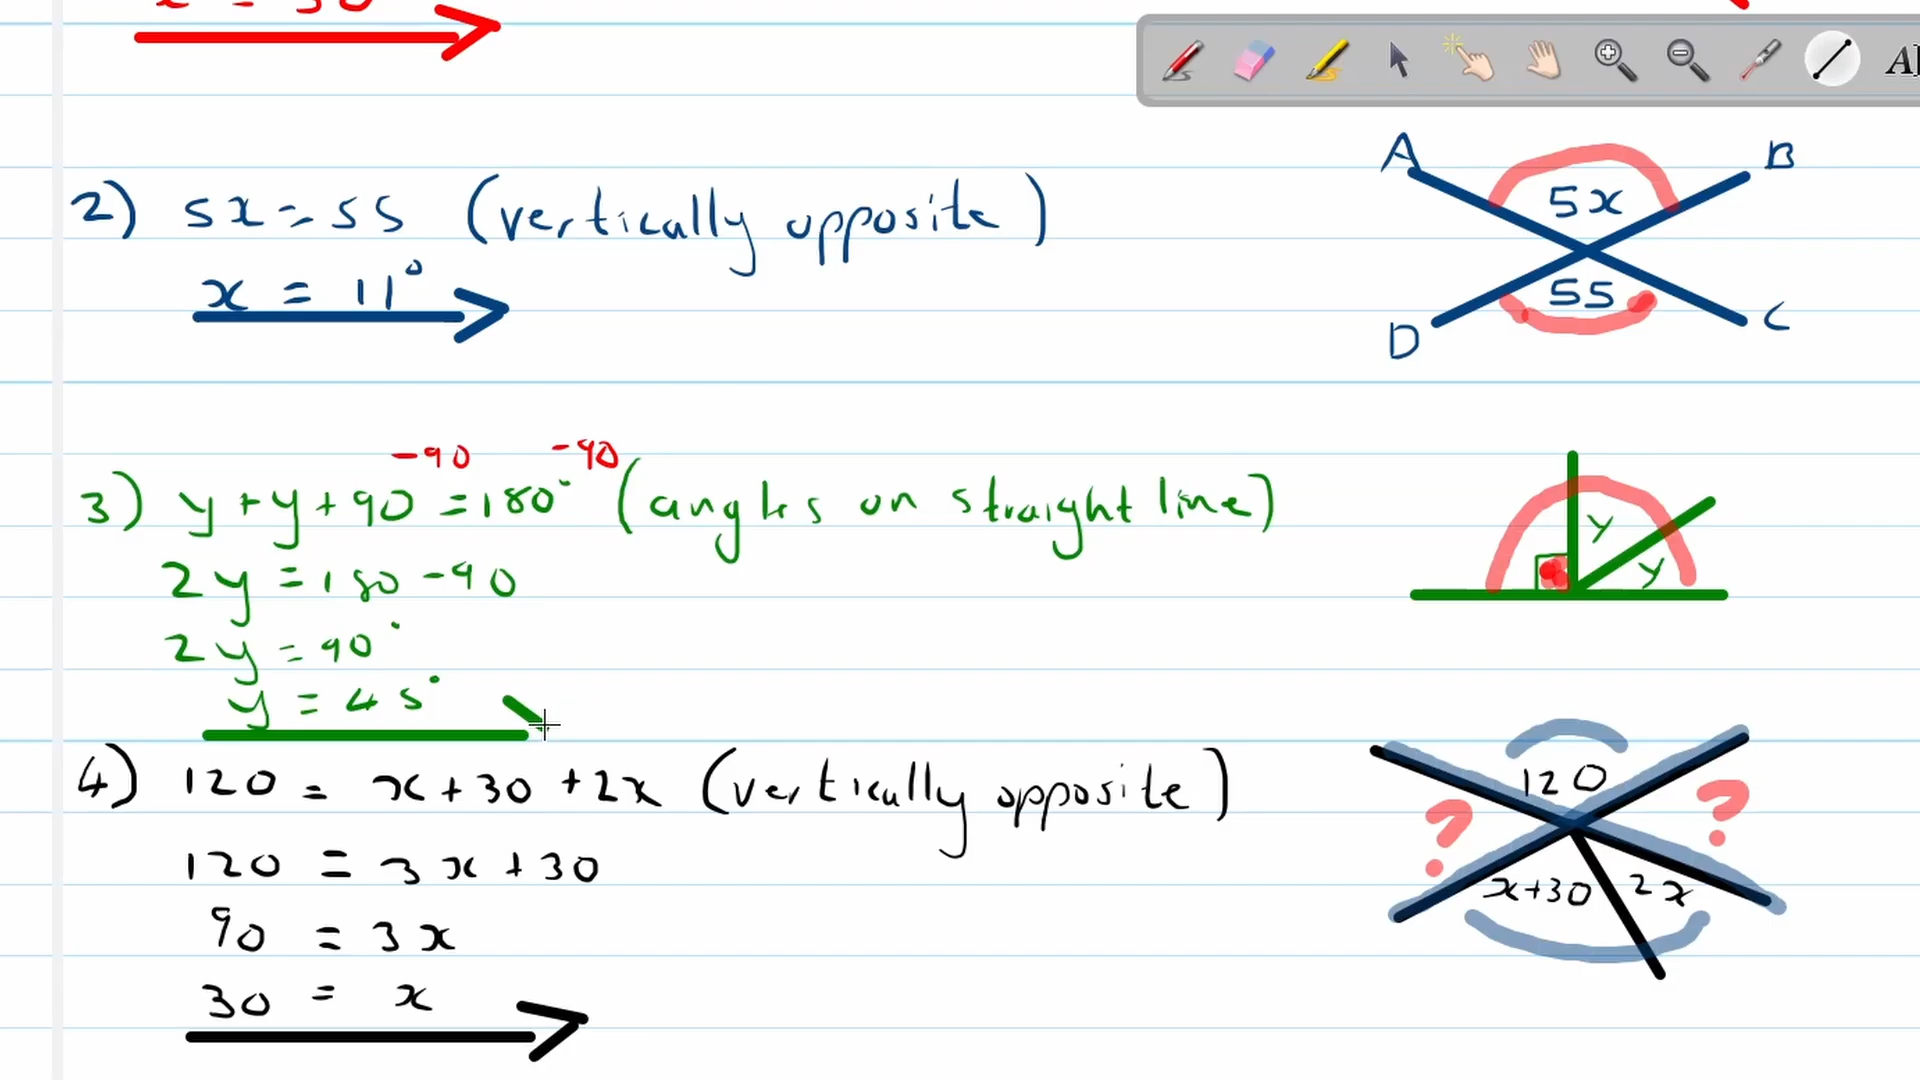 x = 30
2) 5x = 55 (vertically opposite)
x = 11°
A
B
5x
55
D
C
-90 -90
3) y + y + 90 = 180° (angles on straight line)
2y = 180 - 90
2y = 90°
y = 45°
y
y
4) 120 = x + 30 + 2x (vertically opposite)
120 = 3x + 30
90 = 3x
30 = x
120
? ?
x+30 2x